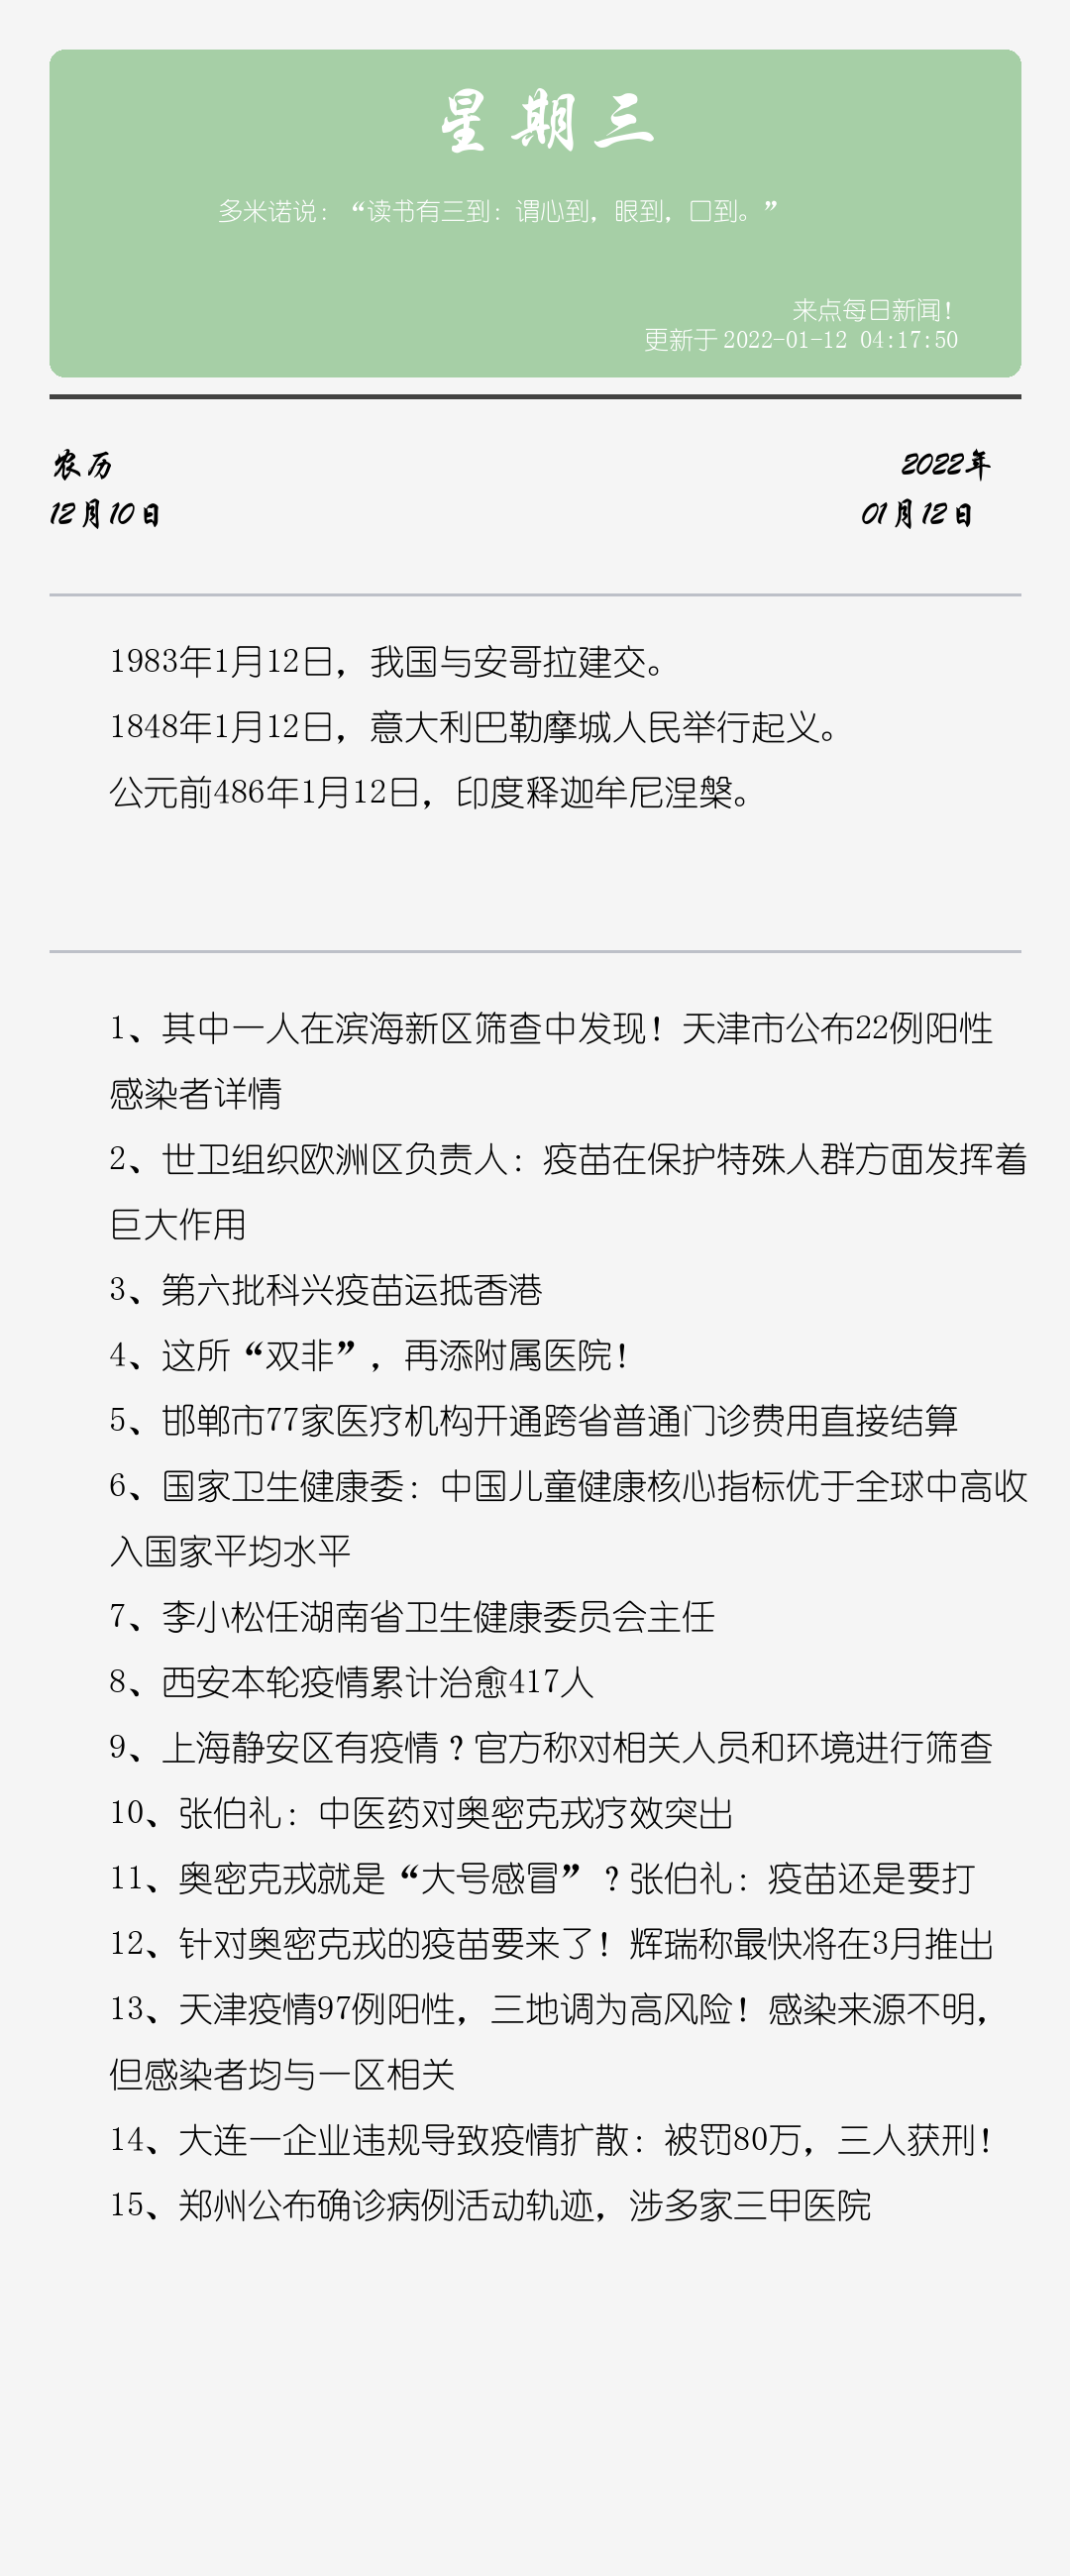 星期三
多米诺说：“读书有三到：谓心到，眼到，口到。”
来点每日新闻！
更新于 2022-01-12 04:17:50
农历
2022年
12月10日
01月12日
1983年1月12日，我国与安哥拉建交。
1848年1月12日，意大利巴勒摩城人民举行起义。
公元前486年1月12日，印度释迦牟尼涅槃。
1、其中一人在滨海新区筛查中发现！天津市公布22例阳性
感染者详情
2、世卫组织欧洲区负责人：疫苗在保护特殊人群方面发挥着
巨大作用
3、第六批科兴疫苗运抵香港
4、这所“双非”，再添附属医院！
5、邯郸市77家医疗机构开通跨省普通门诊费用直接结算
6、国家卫生健康委：中国儿童健康核心指标优于全球中高收
入国家平均水平
7、李小松任湖南省卫生健康委员会主任
8、西安本轮疫情累计治愈417人
9、上海静安区有疫情？官方称对相关人员和环境进行筛查
10、张伯礼：中医药对奥密克戎疗效突出
11、奥密克戎就是“大号感冒”？张伯礼：疫苗还是要打
12、针对奥密克戎的疫苗要来了！辉瑞称最快将在3月推出
13、天津疫情97例阳性，三地调为高风险！感染来源不明，
但感染者均与一区相关
14、大连一企业违规导致疫情扩散：被罚80万，三人获刑！
15、郑州公布确诊病例活动轨迹，涉多家三甲医院